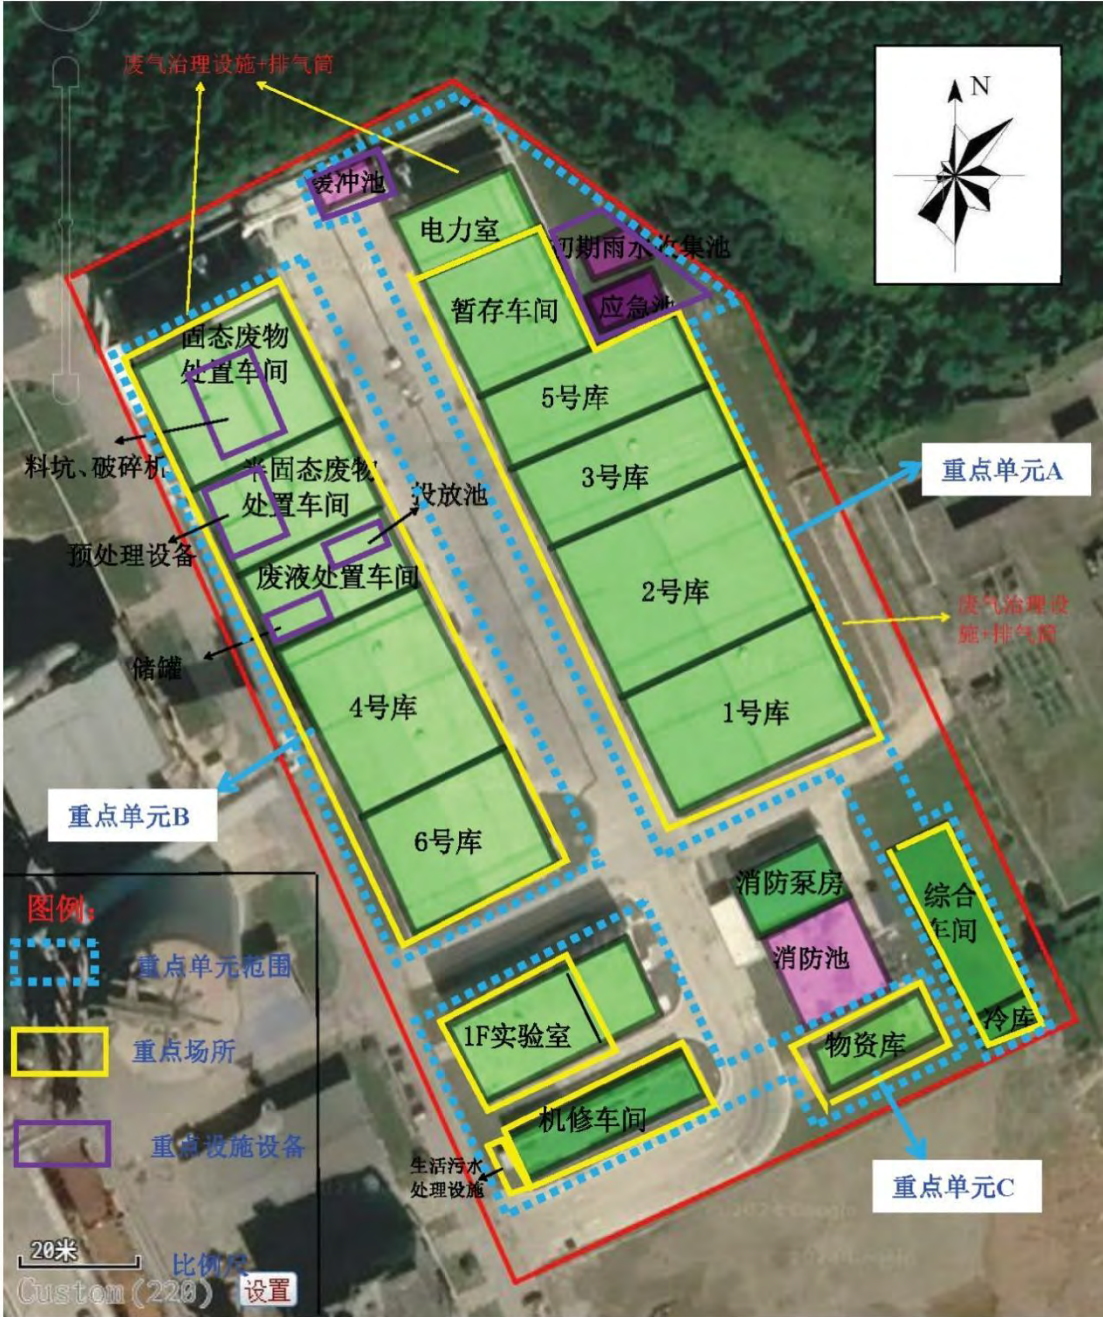 废气治理设施+排气筒
N
缓冲池
电力室
初期雨水收集池
应急池
暂存车间
固态废物
处置车间
5号库
料坑、破碎机
半固态废物
处置车间
投放池
3号库
重点单元A
预处理设备
废液处置车间
2号库
废气治理设
施+排气筒
储罐
4号库
1号库
重点单元B
6号库
消防泵房
综合
车间
图例:
重点单元范围
消防池
1F实验室
冷库
重点场所
物资库
机修车间
重点设施设备
生活污水
处理设施
重点单元C
20米
比例尺
Custom(220)
设置